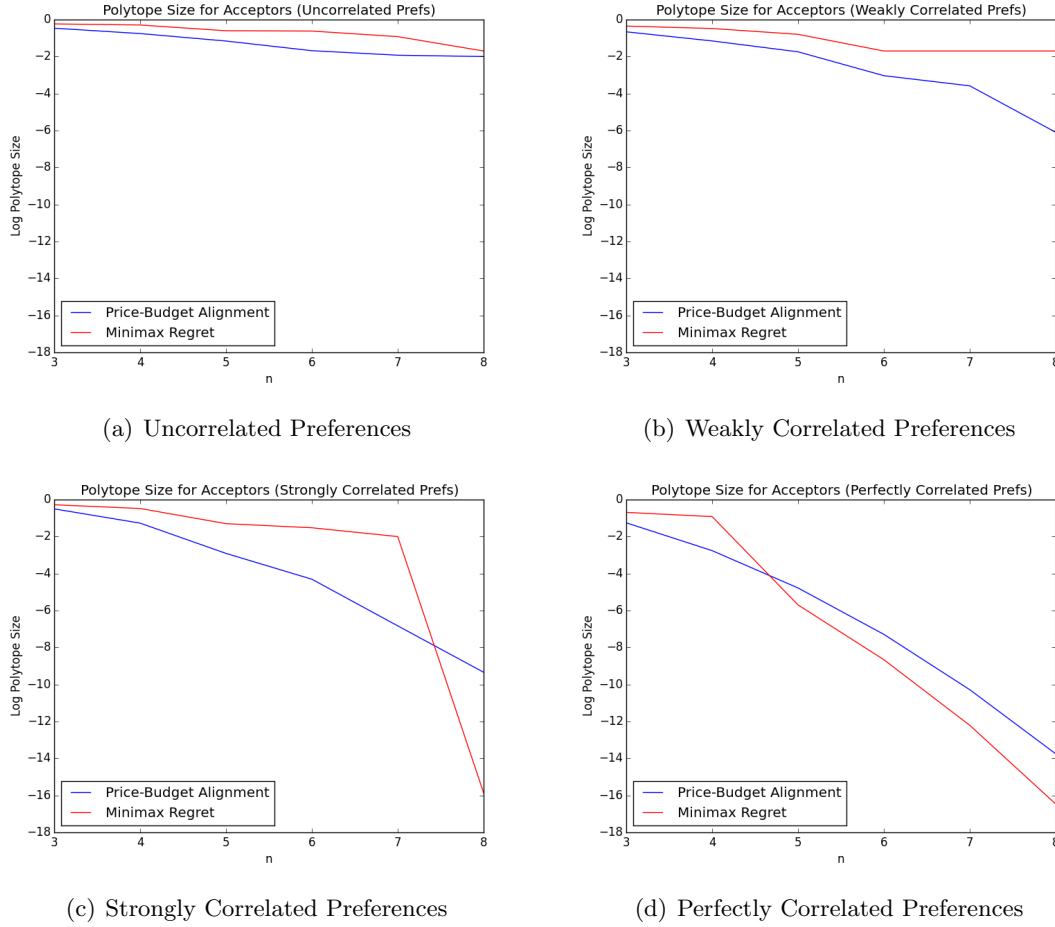 Polytope Size for Acceptors (Uncorrelated Prefs)
0
−2
−4
−6
−8
−10
−12
−14
−16
−18
Log Polytope Size
Price-Budget Alignment
Minimax Regret
3 4 5 6 7 8
n
(a) Uncorrelated Preferences
Polytope Size for Acceptors (Weakly Correlated Prefs)
0
−2
−4
−6
−8
−10
−12
−14
−16
−18
Log Polytope Size
Price-Budget Alignment
Minimax Regret
3 4 5 6 7 8
n
(b) Weakly Correlated Preferences
Polytope Size for Acceptors (Strongly Correlated Prefs)
0
−2
−4
−6
−8
−10
−12
−14
−16
−18
Log Polytope Size
Price-Budget Alignment
Minimax Regret
3 4 5 6 7 8
n
(c) Strongly Correlated Preferences
Polytope Size for Acceptors (Perfectly Correlated Prefs)
0
−2
−4
−6
−8
−10
−12
−14
−16
−18
Log Polytope Size
Price-Budget Alignment
Minimax Regret
3 4 5 6 7 8
n
(d) Perfectly Correlated Preferences